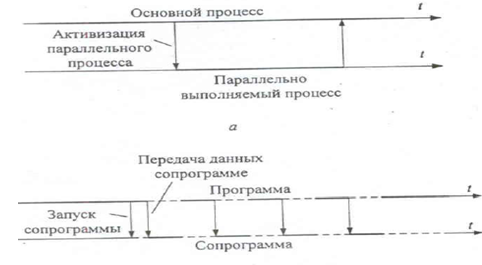 Основной процесс
t
Активизация
параллельного
процесса
t
Параллельно
выполняемый процесс
а
Передача данных
сопрограмме
Программа
t
Запуск
сопрограммы
t
Сопрограмма